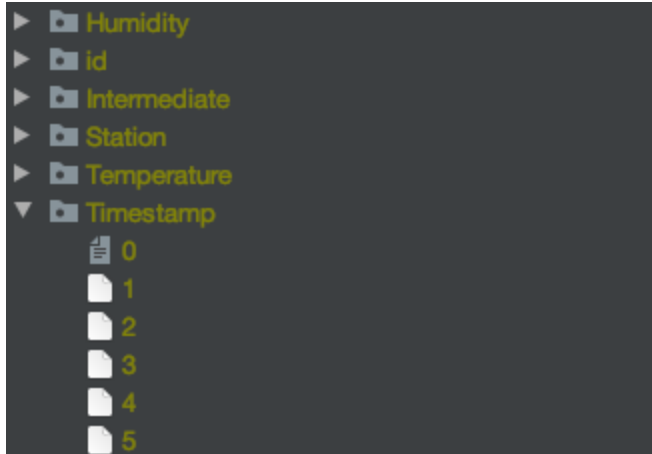 Humidity
id
Intermediate
Station
Temperature
Timestamp
0
1
2
3
4
5